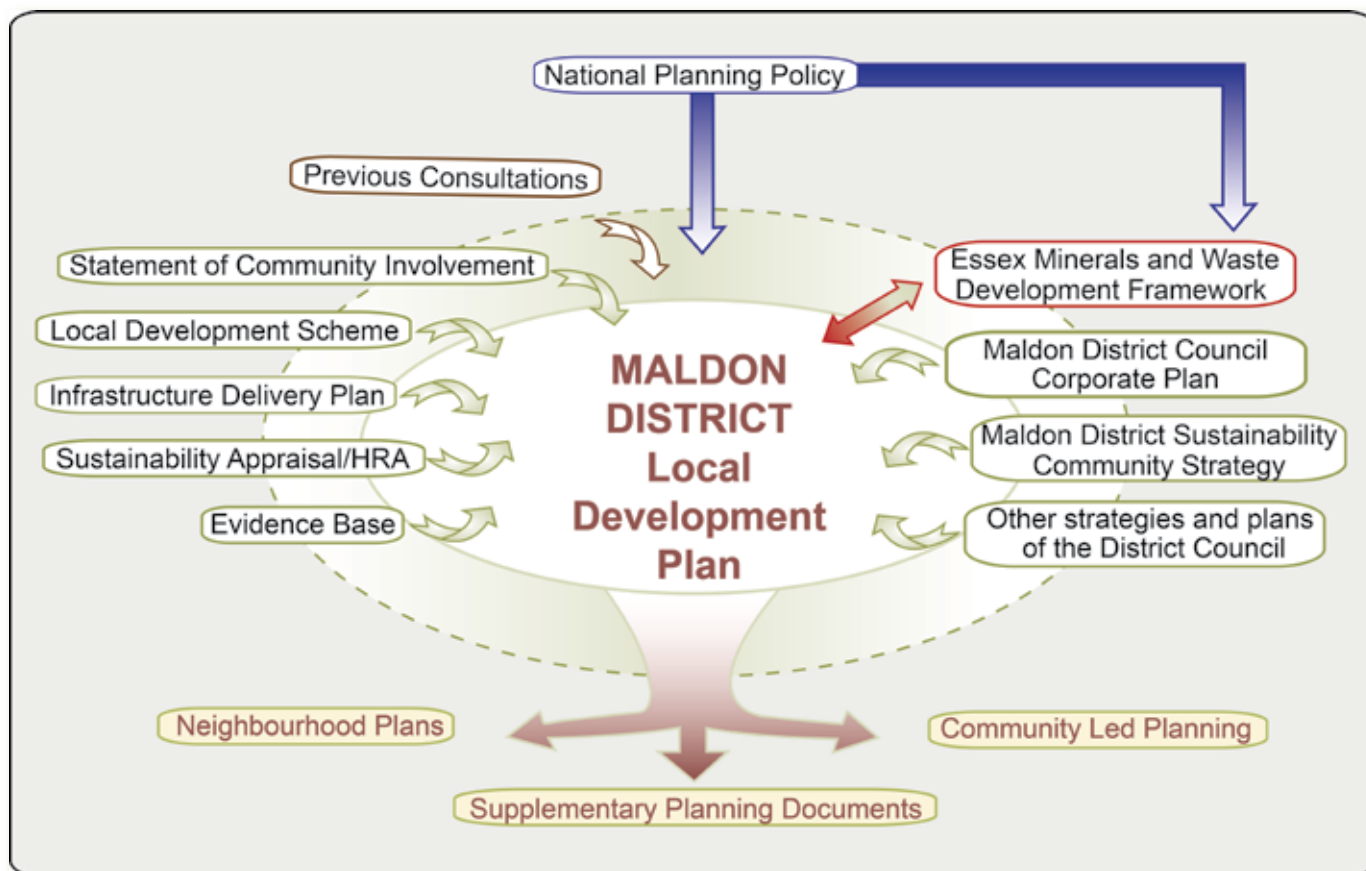 National Planning Policy
Previous Consultations
Statement of Community Involvement
Local Development Scheme
Infrastructure Delivery Plan
Sustainability Appraisal/HRA
Evidence Base
MALDON
DISTRICT
Local
Development
Plan
Essex Minerals and Waste
Development Framework
Maldon District Council
Corporate Plan
Maldon District Sustainability
Community Strategy
Other strategies and plans
of the District Council
Neighbourhood Plans
Community Led Planning
Supplementary Planning Documents